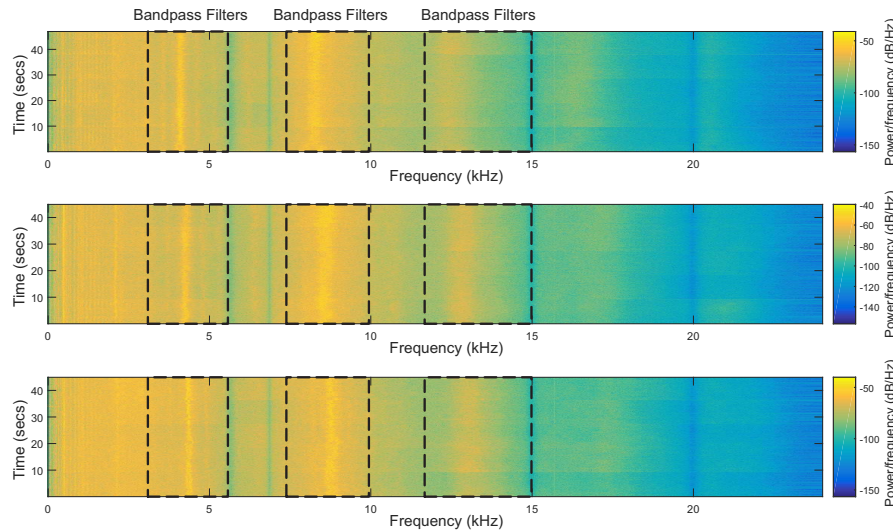 Bandpass Filters Bandpass Filters Bandpass Filters
Time (secs)
40
30
20
10
0 5 10 15 20
Frequency (kHz)
-50
-100
-150
Power/frequency (dB/Hz)
Time (secs)
40
30
20
10
0 5 10 15 20
Frequency (kHz)
-40
-60
-80
-100
-120
-140
Power/frequency (dB/Hz)
Time (secs)
40
30
20
10
0 5 10 15 20
Frequency (kHz)
-50
-100
-150
Power/frequency (dB/Hz)